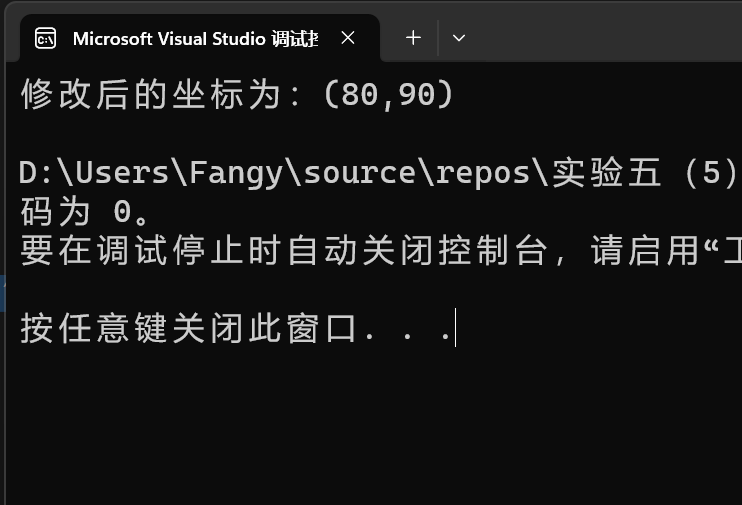 Microsoft Visual Studio 调试
修改后的坐标为：(80,90)
D:\Users\Fangy\source\repos\实验五 (5)
码为 0。
要在调试停止时自动关闭控制台，请启用“工
按任意键关闭此窗口. . .